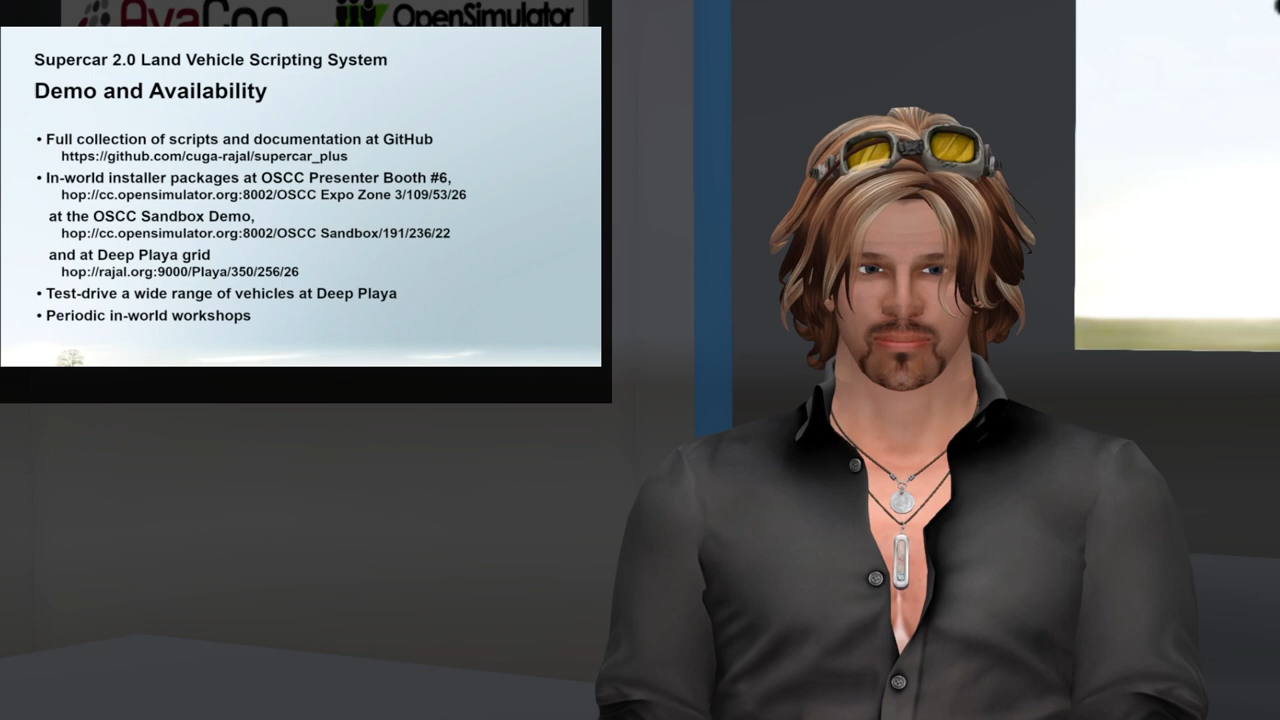 AvaCon OpenSimulator
Supercar 2.0 Land Vehicle Scripting System
Demo and Availability
• Full collection of scripts and documentation at GitHub
https://github.com/cuga-rajal/supercar_plus
• In-world installer packages at OSCC Presenter Booth #6,
hop://cc.opensimulator.org:8002/OSCC Expo Zone 3/109/53/26
at the OSCC Sandbox Demo,
hop://cc.opensimulator.org:8002/OSCC Sandbox/191/236/22
and at Deep Playa grid
hop://rajal.org:9000/Playa/350/256/26
• Test-drive a wide range of vehicles at Deep Playa
• Periodic in-world workshops